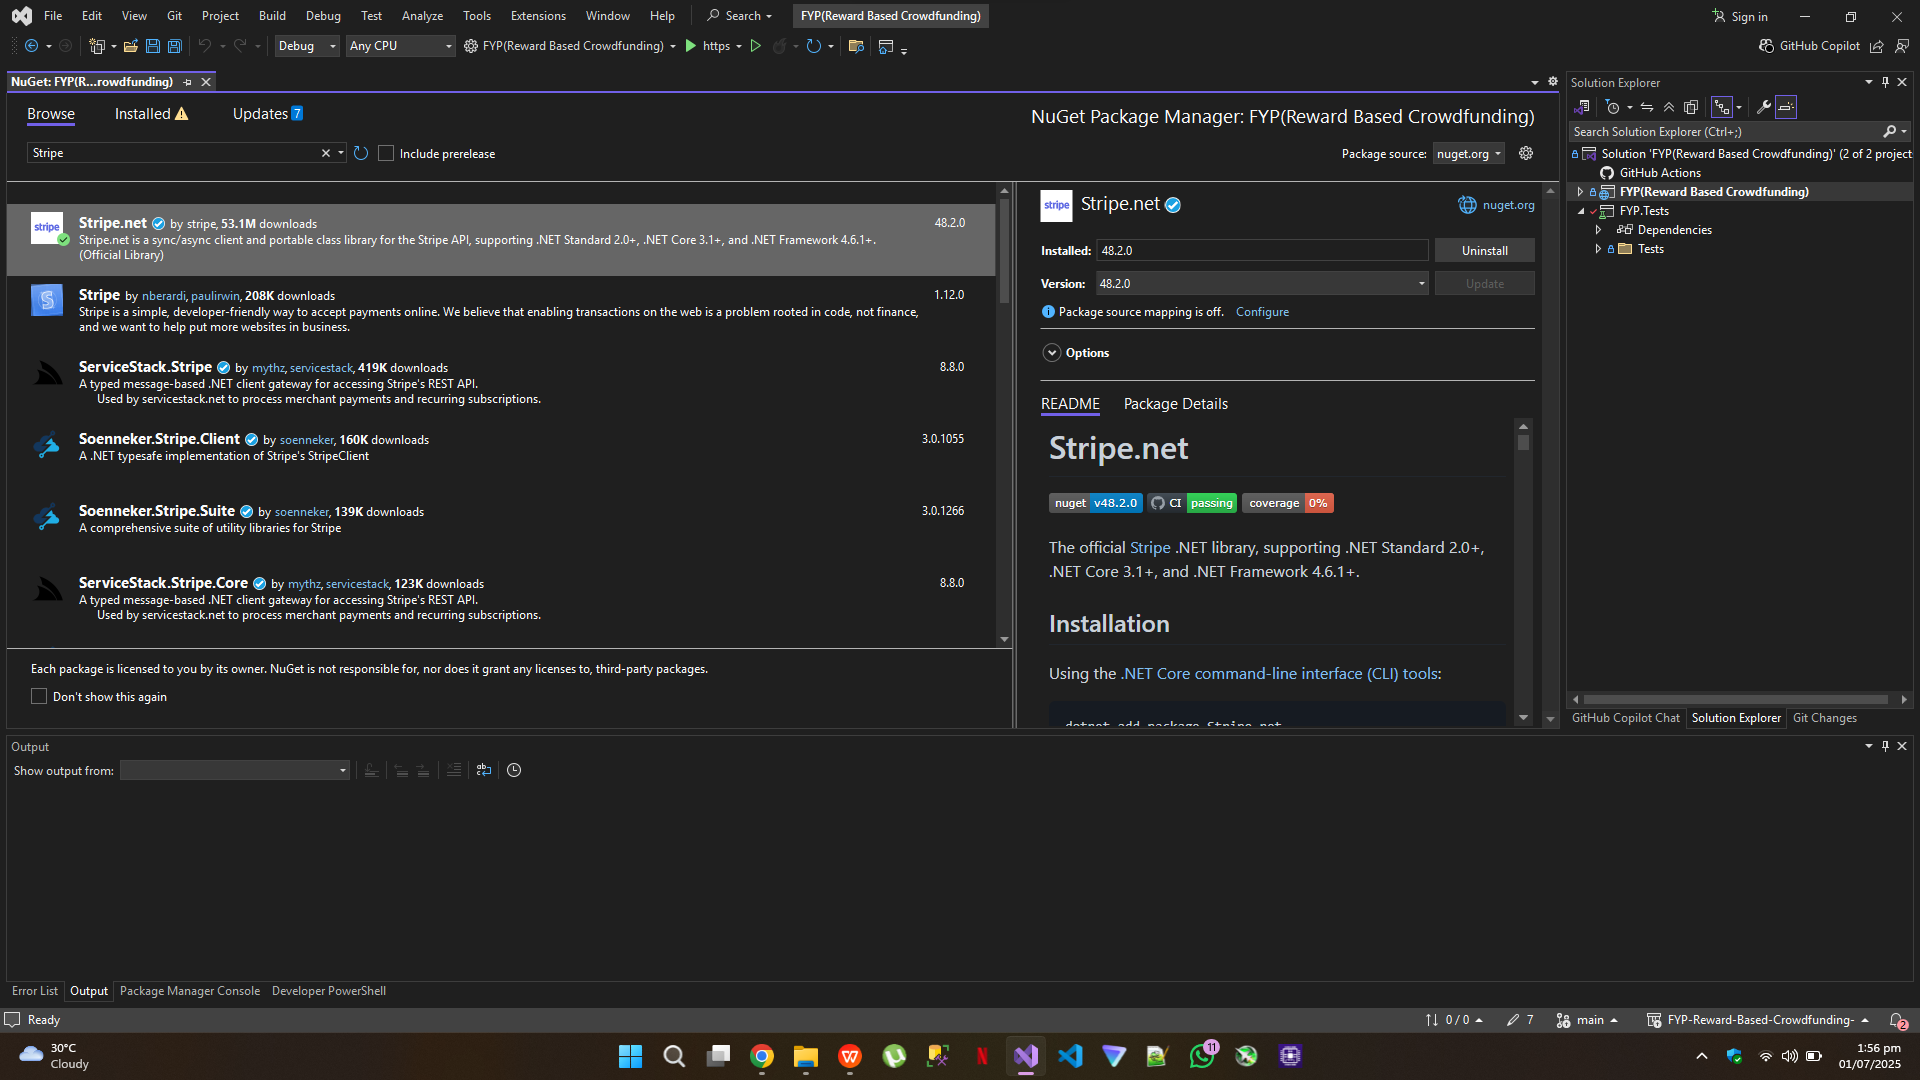 File Edit View Git Project Build Debug Test Analyze Tools Extensions Window Help Search FYP(Reward Based Crowdfunding) Sign in
Debug Any CPU FYP(Reward Based Crowdfunding) https GitHub Copilot
NuGet: FYP(R...rowdfunding)
Browse Installed Updates 7
NuGet Package Manager: FYP(Reward Based Crowdfunding)
Stripe Include prerelease
Package source: nuget.org
Stripe.net by stripe, 53.1M downloads 48.2.0
Stripe.net is a sync/async client and portable class library for the Stripe API, supporting .NET Standard 2.0+, .NET Core 3.1+, and .NET Framework 4.6.1+.
(Official Library)
Stripe by nberardi, paulirwin, 208K downloads 1.12.0
Stripe is a simple, developer-friendly way to accept payments online. We believe that enabling transactions on the web is a problem rooted in code, not finance,
and we want to help put more websites in business.
ServiceStack.Stripe by mythz, servicestack, 419K downloads 8.8.0
A typed message-based .NET client gateway for accessing Stripe's REST API.
Used by servicestack.net to process merchant payments and recurring subscriptions.
Soenneker.Stripe.Client by soenneker, 160K downloads 3.0.1055
A .NET typesafe implementation of Stripe's StripeClient
Soenneker.Stripe.Suite by soenneker, 139K downloads 3.0.1266
A comprehensive suite of utility libraries for Stripe
ServiceStack.Stripe.Core by mythz, servicestack, 123K downloads 8.8.0
A typed message-based .NET client gateway for accessing Stripe's REST API.
Used by servicestack.net to process merchant payments and recurring subscriptions.
Each package is licensed to you by its owner. NuGet is not responsible for, nor does it grant any licenses to, third-party packages.
Don't show this again
stripe Stripe.net nuget.org
Installed: 48.2.0 Uninstall
Version: 48.2.0 Update
Package source mapping is off. Configure
Options
README Package Details
Stripe.net
nuget v48.2.0 CI passing coverage 0%
The official Stripe .NET library, supporting .NET Standard 2.0+,
.NET Core 3.1+, and .NET Framework 4.6.1+.
Installation
Using the .NET Core command-line interface (CLI) tools:
dotnet add package Stripe.net
Solution Explorer
Search Solution Explorer (Ctrl+;)
Solution 'FYP(Reward Based Crowdfunding)' (2 of 2 project
GitHub Actions
FYP(Reward Based Crowdfunding)
FYP.Tests
Dependencies
Tests
GitHub Copilot Chat Solution Explorer Git Changes
Output
Show output from:
Error List Output Package Manager Console Developer PowerShell
Ready 0 / 0 7 main FYP-Reward-Based-Crowdfunding- 2
30°C
Cloudy
11
1:56 pm
01/07/2025